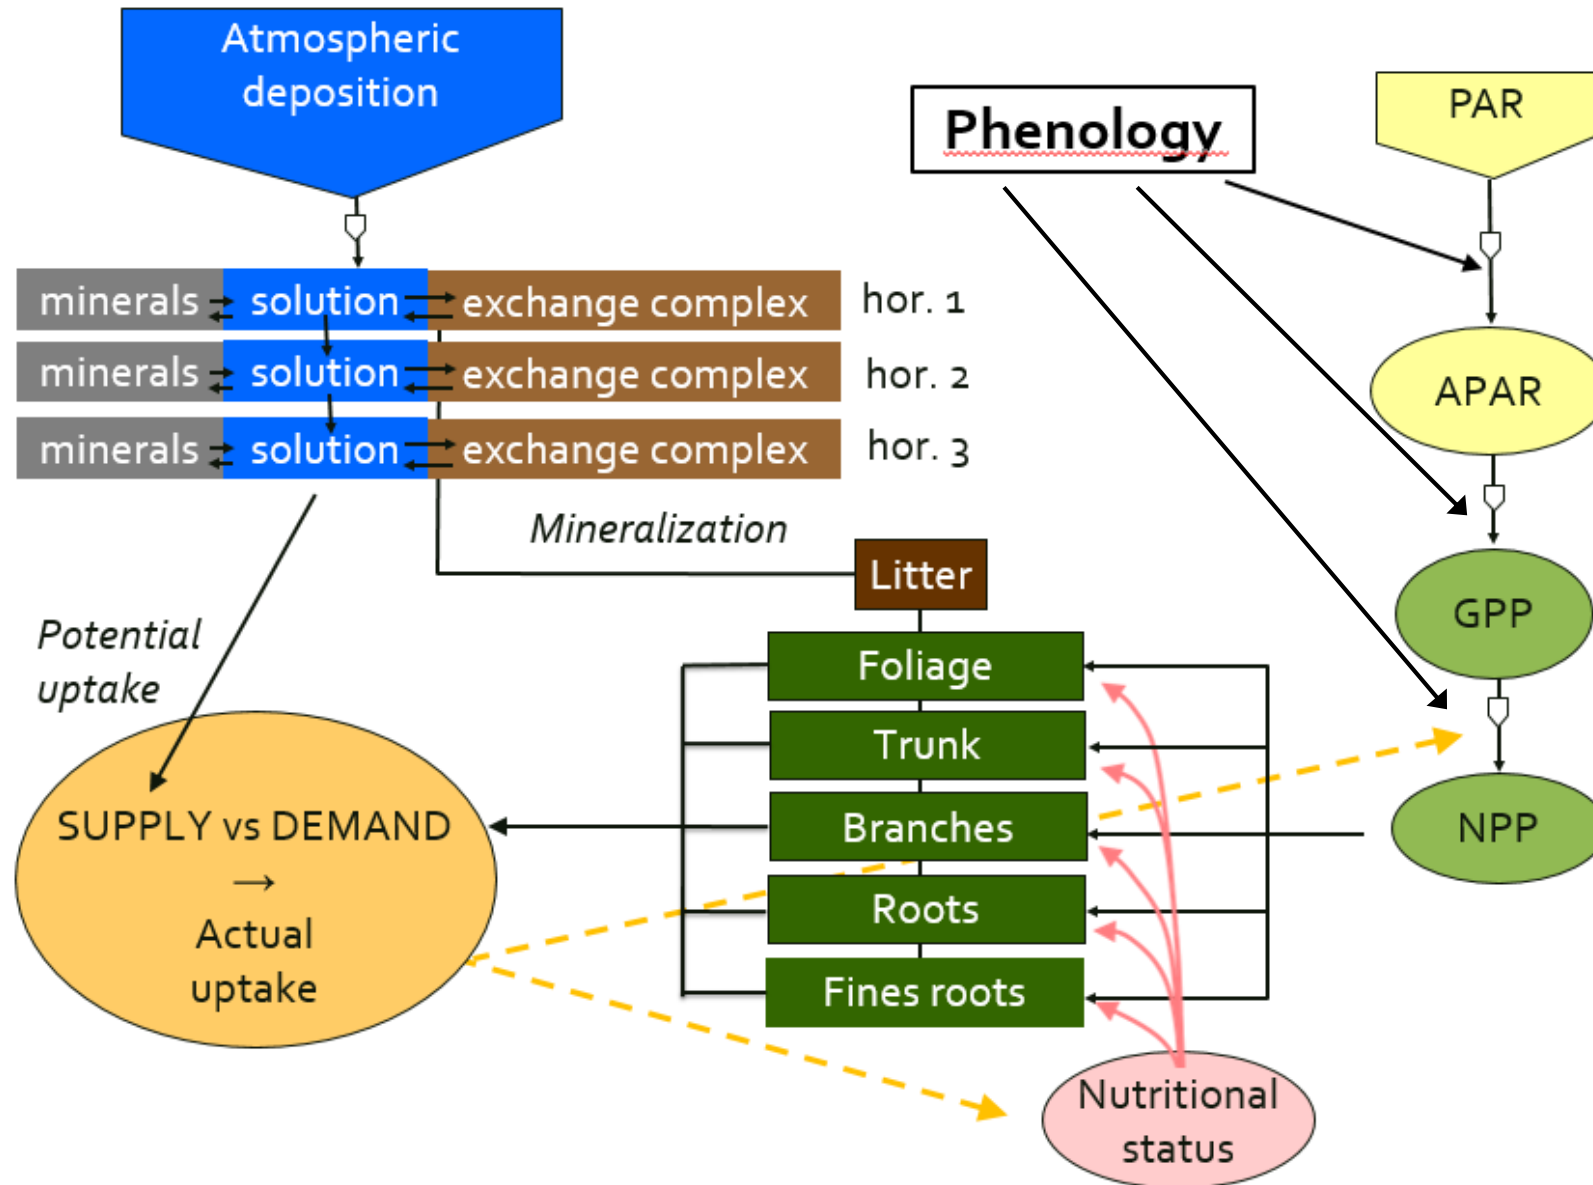 Atmospheric
deposition
Phenology
PAR
minerals solution exchange complex hor. 1
minerals solution exchange complex hor. 2
minerals solution exchange complex hor. 3
APAR
Mineralization
Litter
GPP
Potential
uptake
Foliage
Trunk
Branches
Roots
Fines roots
NPP
SUPPLY vs DEMAND
→
Actual
uptake
Nutritional
status